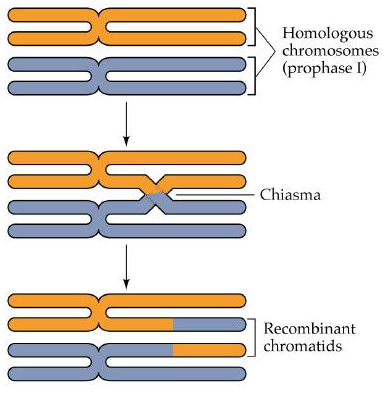 Homologous
chromosomes
(prophase I)
Chiasma
Recombinant
chromatids